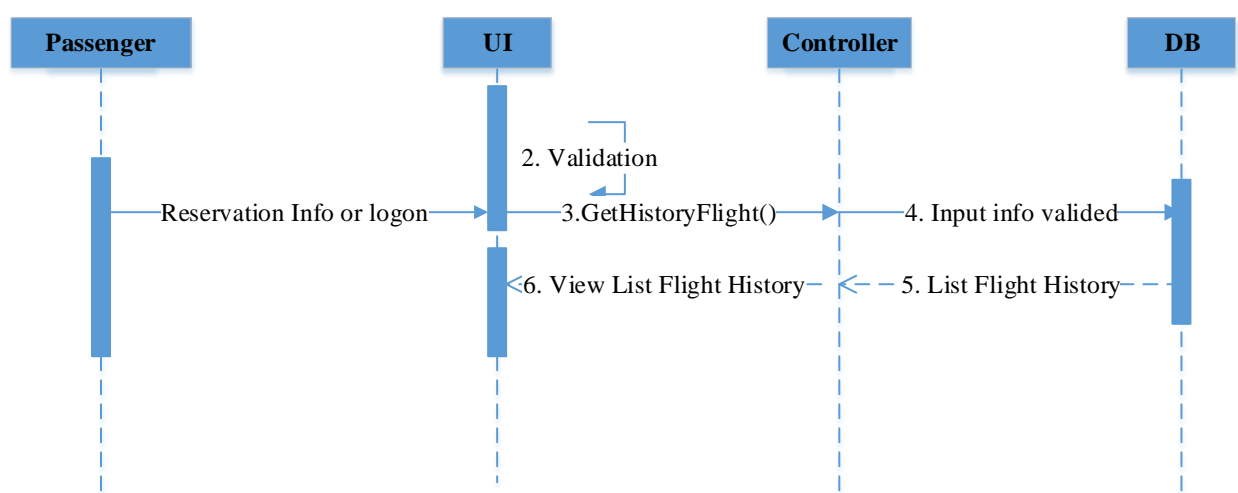 Passenger
UI
Controller
DB
2. Validation
Reservation Info or logon
3.GetHistoryFlight()
4. Input info valided
6. View List Flight History
5. List Flight History